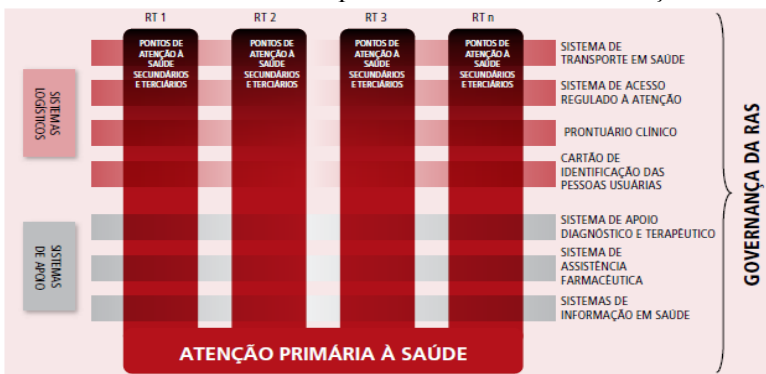 RT 1
RT 2
RT 3
RT n
PONTOS DE
ATENÇÃO À
SAÚDE
SECUNDÁRIOS
E TERCIÁRIOS
PONTOS DE
ATENÇÃO À
SAÚDE
SECUNDÁRIOS
E TERCIÁRIOS
PONTOS DE
ATENÇÃO À
SAÚDE
SECUNDÁRIOS
E TERCIÁRIOS
PONTOS DE
ATENÇÃO À
SAÚDE
SECUNDÁRIOS
E TERCIÁRIOS
SISTEMAS
LOGÍSTICOS
SISTEMA DE
TRANSPORTE EM SAÚDE
SISTEMA DE ACESSO
REGULADO À ATENÇÃO
PRONTUÁRIO CLÍNICO
CARTÃO DE
IDENTIFICAÇÃO DAS
PESSOAS USUÁRIAS
SISTEMAS
DE APOIO
SISTEMA DE APOIO
DIAGNÓSTICO E TERAPÊUTICO
SISTEMA DE
ASSISTÊNCIA
FARMACÊUTICA
SISTEMAS DE
INFORMAÇÃO EM SAÚDE
GOVERNANÇA DA RAS
ATENÇÃO PRIMÁRIA À SAÚDE